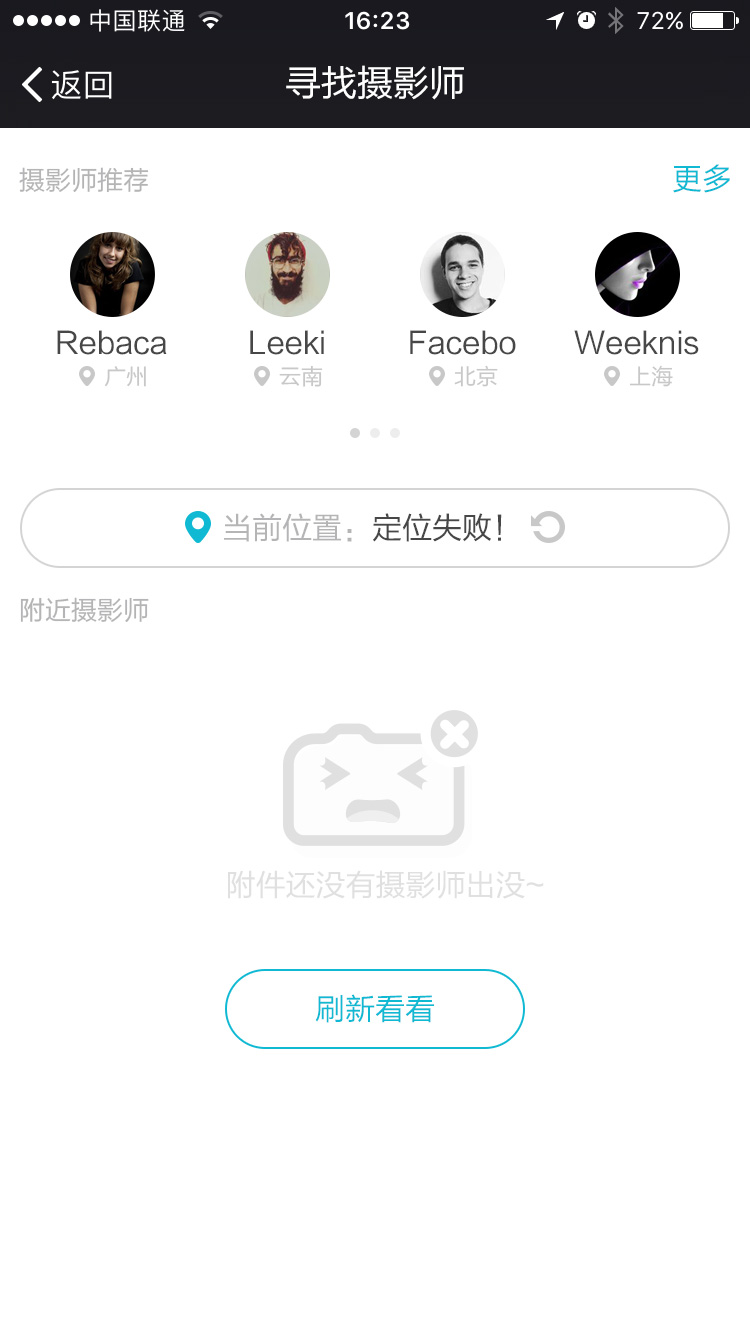 中国联通 16:23 72%
返回 寻找摄影师
摄影师推荐 更多
Rebaca Leeki Facebo Weeknis
广州 云南 北京 上海
当前位置：定位失败！
附近摄影师
附件还没有摄影师出没~
刷新看看